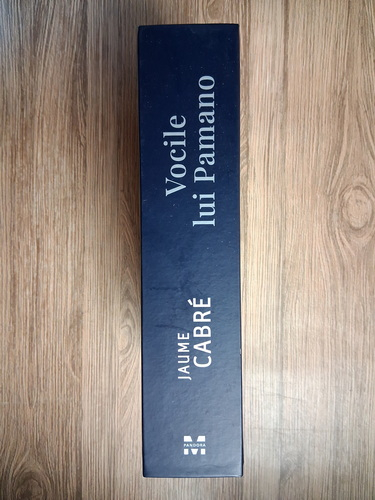 Vocile
lui Pamano
JAUME
CABRÉ
PANDORA
M